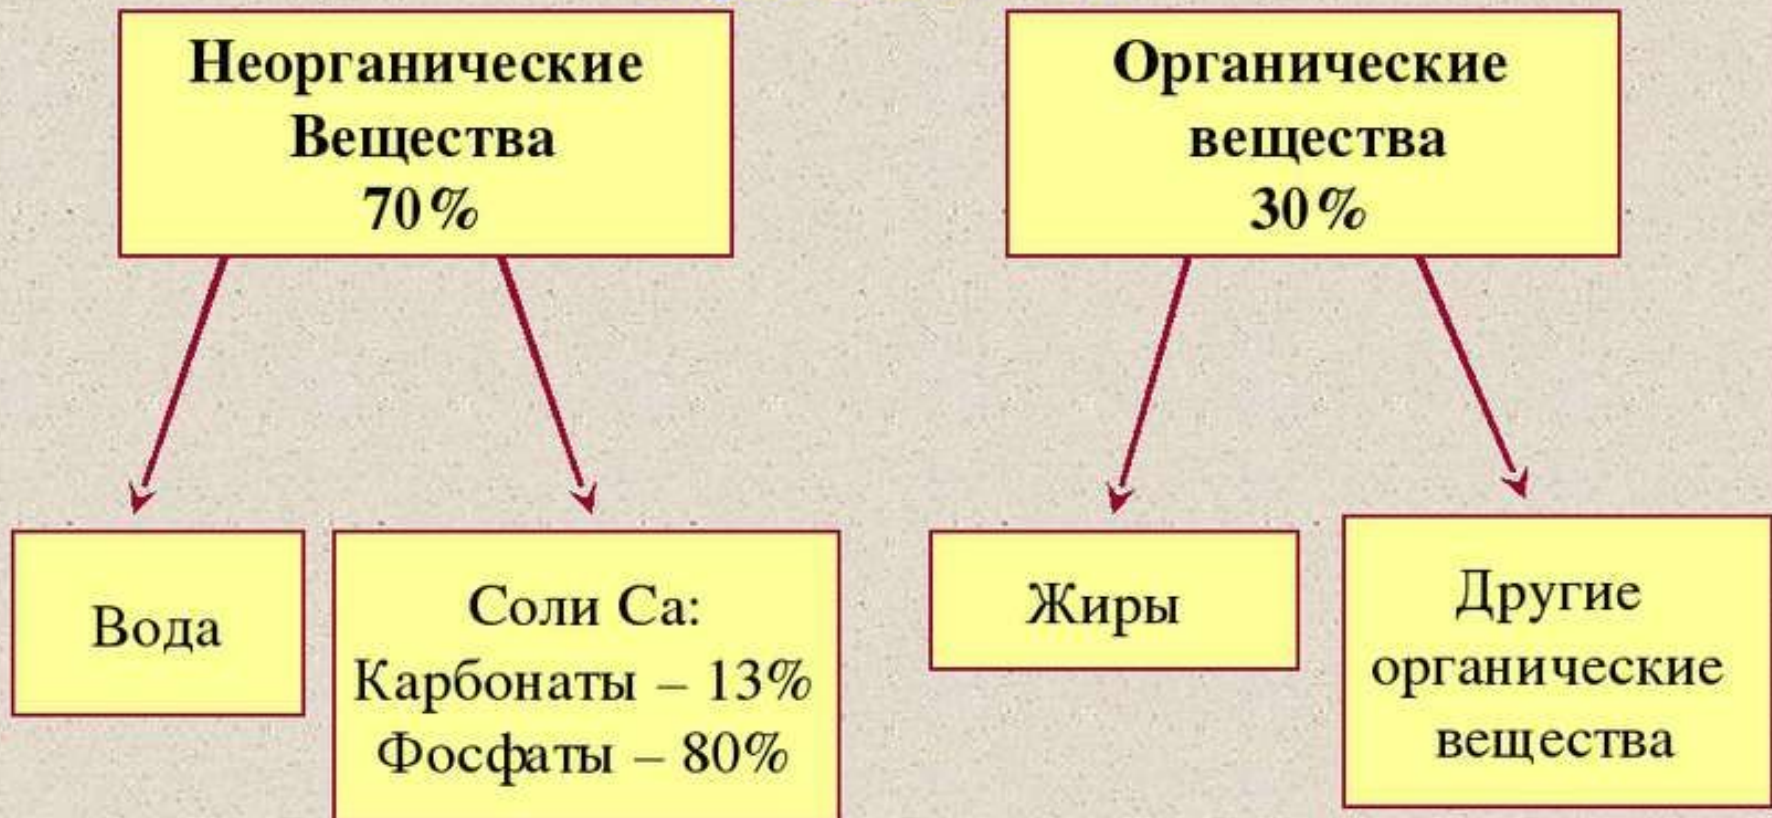 Неорганические
Вещества
70%
Органические
вещества
30%
Вода
Соли Са:
Карбонаты – 13%
Фосфаты – 80%
Жиры
Другие
органические
вещества